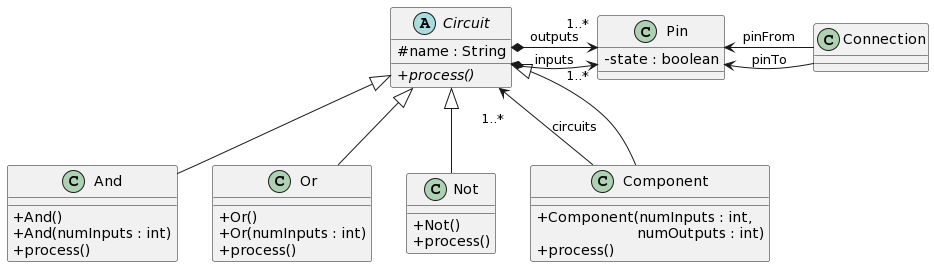 A Circuit
#name : String
+process()
1..*
outputs
inputs
1..*
C Pin
-state : boolean
pinFrom
pinTo
C Connection
1..*
circuits
C And
+And()
+And(numInputs : int)
+process()
C Or
+Or()
+Or(numInputs : int)
+process()
C Not
+Not()
+process()
C Component
+Component(numInputs : int,
numOutputs : int)
+process()